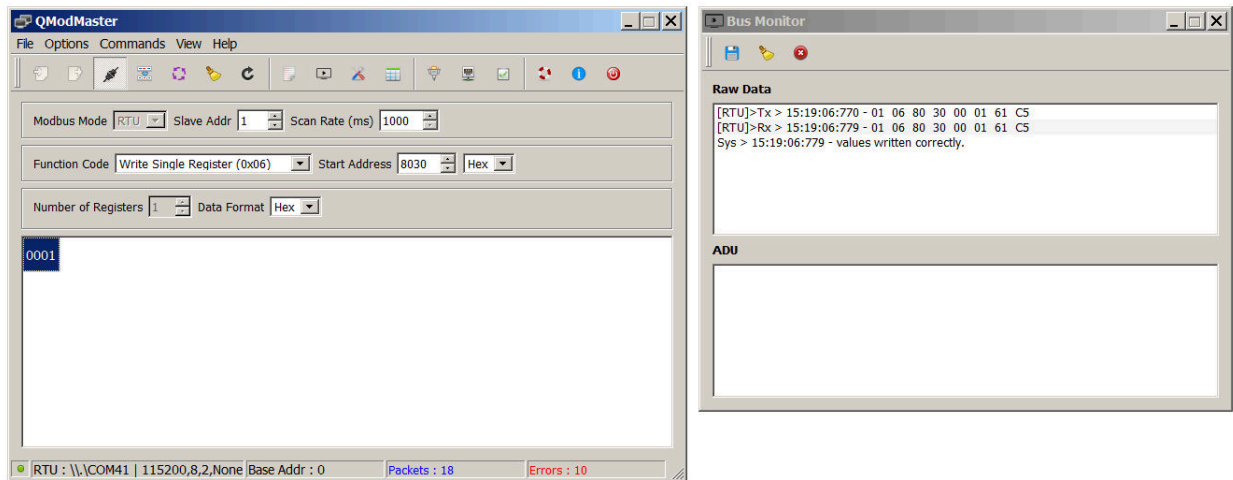 QModMaster
File Options Commands View Help
Modbus Mode RTU Slave Addr 1 Scan Rate (ms) 1000
Function Code Write Single Register (0x06) Start Address 8030 Hex
Number of Registers 1 Data Format Hex
0001
RTU : \\.\COM41 | 115200,8,2,None Base Addr : 0 Packets : 18 Errors : 10
Bus Monitor
Raw Data
[RTU]>Tx > 15:19:06:770 - 01 06 80 30 00 01 61 C5
[RTU]>Rx > 15:19:06:779 - 01 06 80 30 00 01 61 C5
Sys > 15:19:06:779 - values written correctly.
ADU